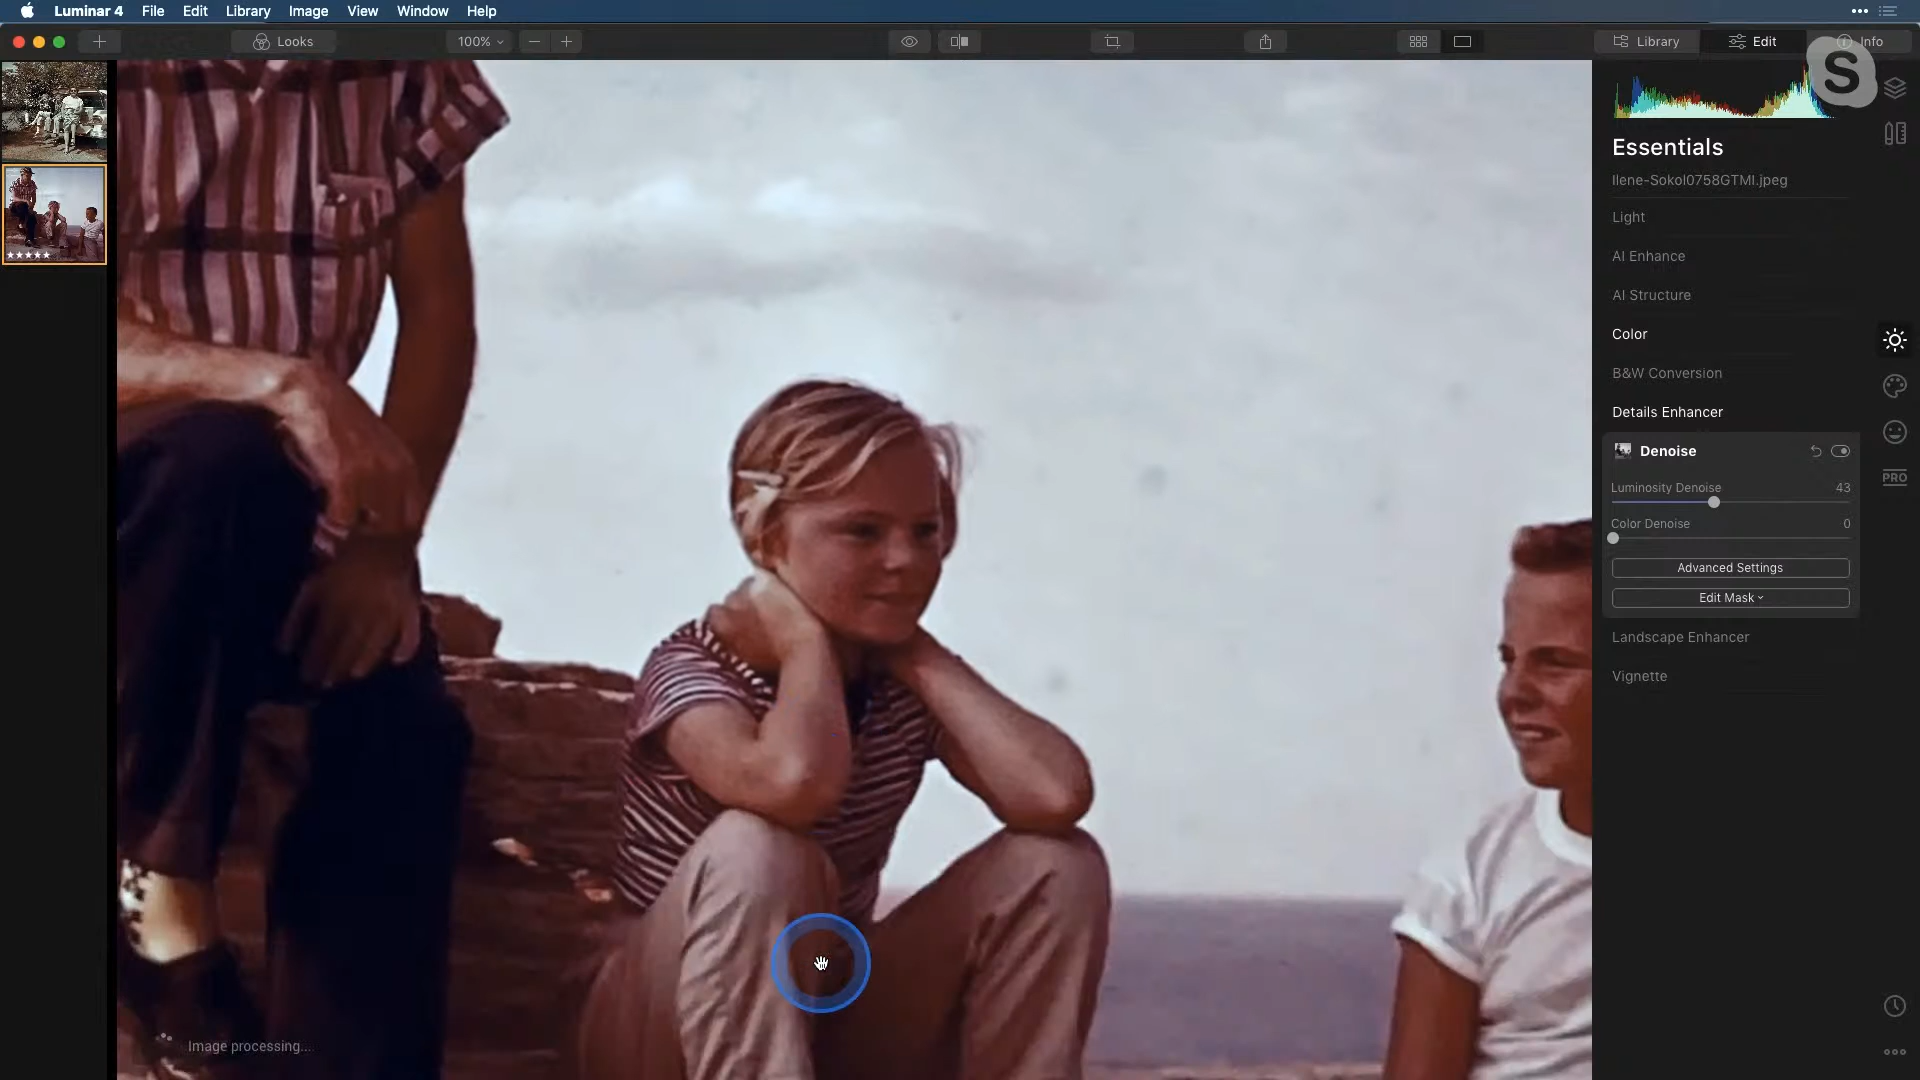 Luminar 4 File Edit Library Image View Window Help
Looks 100% Library Edit Info
S
Essentials
Ilene-Sokol0758GTMI.jpeg
Light
AI Enhance
AI Structure
Color
B&W Conversion
Details Enhancer
Denoise
Luminosity Denoise 43
Color Denoise 0
Advanced Settings
Edit Mask
Landscape Enhancer
Vignette
PRO
Image processing...